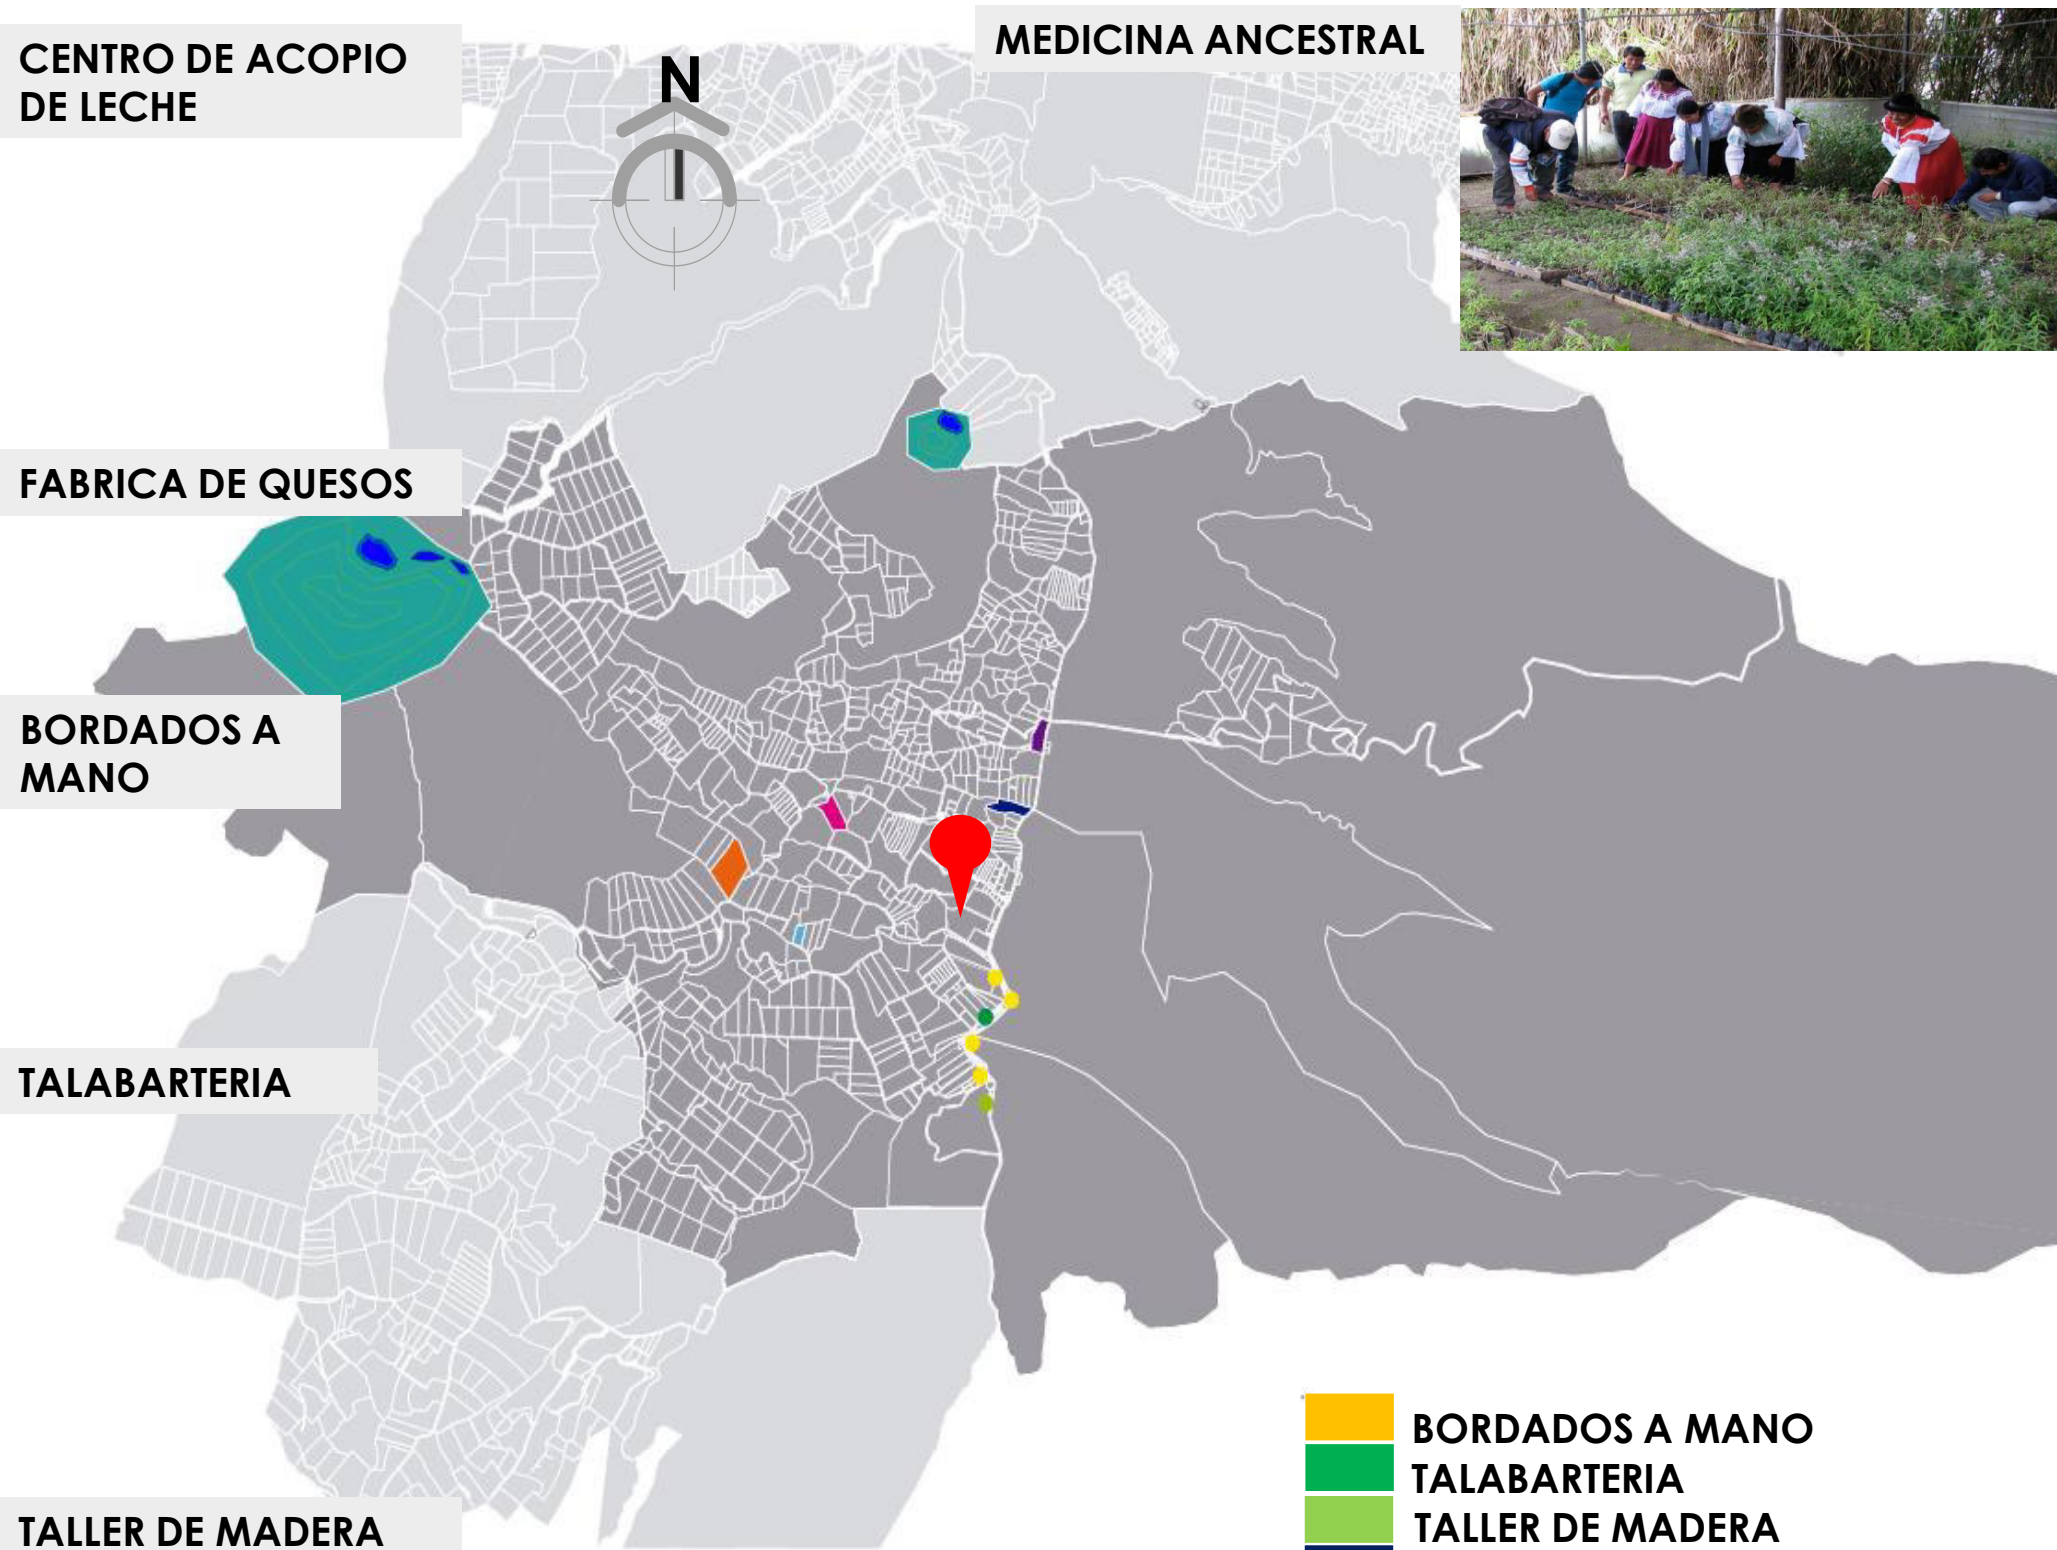 CENTRO DE ACOPIO
DE LECHE
N
MEDICINA ANCESTRAL
FABRICA DE QUESOS
BORDADOS A
MANO
TALABARTERIA
TALLER DE MADERA
BORDADOS A MANO
TALABARTERIA
TALLER DE MADERA